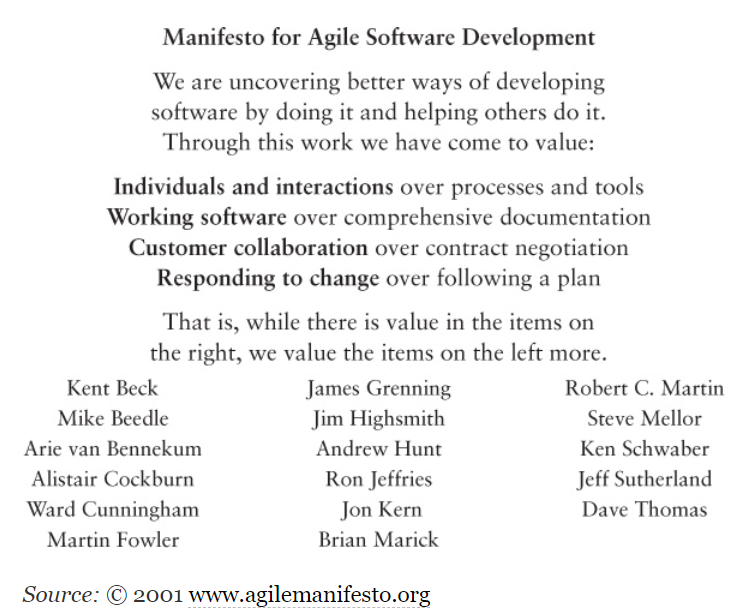 Manifesto for Agile Software Development
We are uncovering better ways of developing
software by doing it and helping others do it.
Through this work we have come to value:
Individuals and interactions over processes and tools
Working software over comprehensive documentation
Customer collaboration over contract negotiation
Responding to change over following a plan
That is, while there is value in the items on
the right, we value the items on the left more.
Kent Beck James Grenning Robert C. Martin
Mike Beedle Jim Highsmith Steve Mellor
Arie van Bennekum Andrew Hunt Ken Schwaber
Alistair Cockburn Ron Jeffries Jeff Sutherland
Ward Cunningham Jon Kern Dave Thomas
Martin Fowler Brian Marick
Source: © 2001 www.agilemanifesto.org